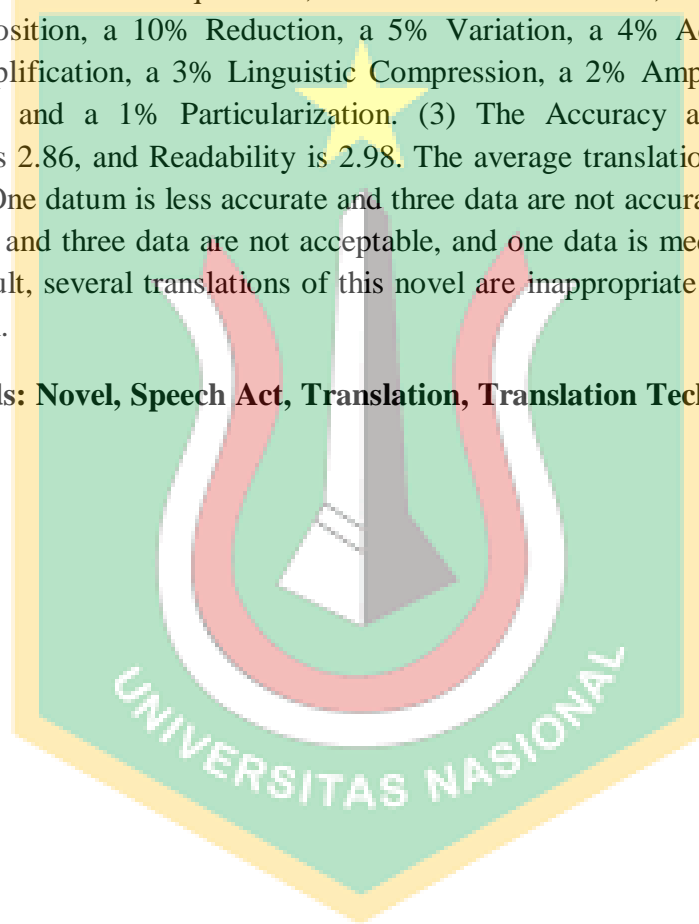 osition, a 10% Reduction, a 5% Variation, a 4% A
plification, a 3% Linguistic Compression, a 2% Amp
and a 1% Particularization. (3) The Accuracy a
s 2.86, and Readability is 2.98. The average translatio
One datum is less accurate and three data are not accura
and three data are not acceptable, and one data is me
ult, several translations of this novel are inappropriate
.
ds: Novel, Speech Act, Translation, Translation Tec
UNIVERSITAS NASIONAL